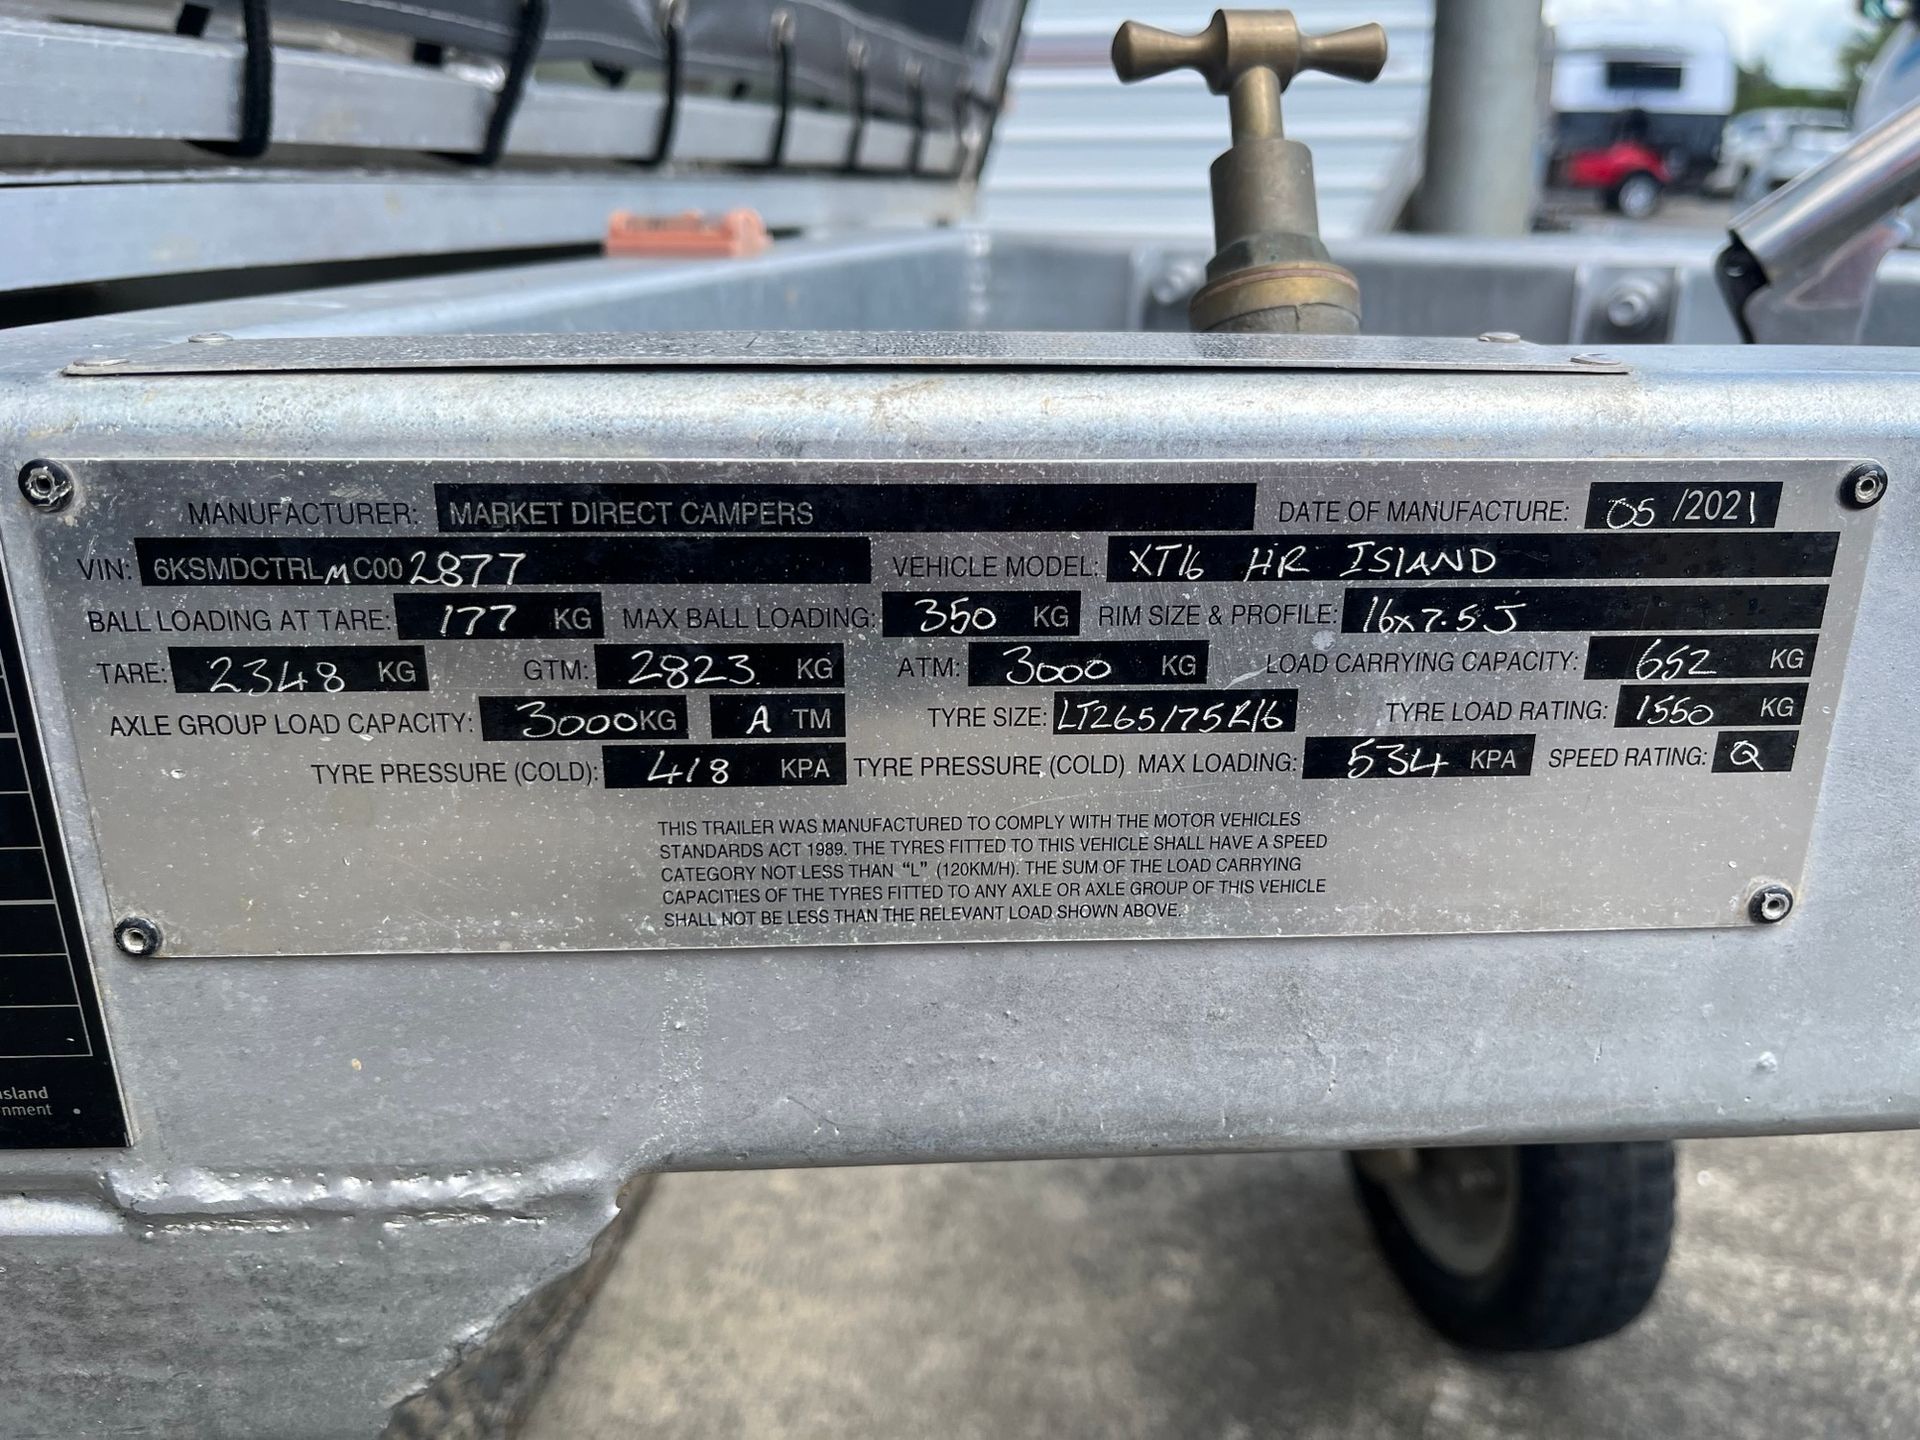 MANUFACTURER: MARKET DIRECT CAMPERS DATE OF MANUFACTURE: 05/2021
VIN: 6KSMDCTRLMC002877 VEHICLE MODEL: XT16 HR ISLAND
BALL LOADING AT TARE: 177 KG MAX BALL LOADING: 350 KG RIM SIZE & PROFILE: 16x7.5J
TARE: 2348 KG GTM: 2823 KG ATM: 3000 KG LOAD CARRYING CAPACITY: 652 KG
AXLE GROUP LOAD CAPACITY: 3000KG A TM TYRE SIZE: LT265/75R16 TYRE LOAD RATING: 1550 KG
TYRE PRESSURE (COLD): 418 KPA TYRE PRESSURE (COLD) MAX LOADING: 534 KPA SPEED RATING: Q
THIS TRAILER WAS MANUFACTURED TO COMPLY WITH THE MOTOR VEHICLES
STANDARDS ACT 1989. THE TYRES FITTED TO THIS VEHICLE SHALL HAVE A SPEED
CATEGORY NOT LESS THAN "L" (120KM/H). THE SUM OF THE LOAD CARRYING
CAPACITIES OF THE TYRES FITTED TO ANY AXLE OR AXLE GROUP OF THIS VEHICLE
SHALL NOT BE LESS THAN THE RELEVANT LOAD SHOWN ABOVE.
sland
nment